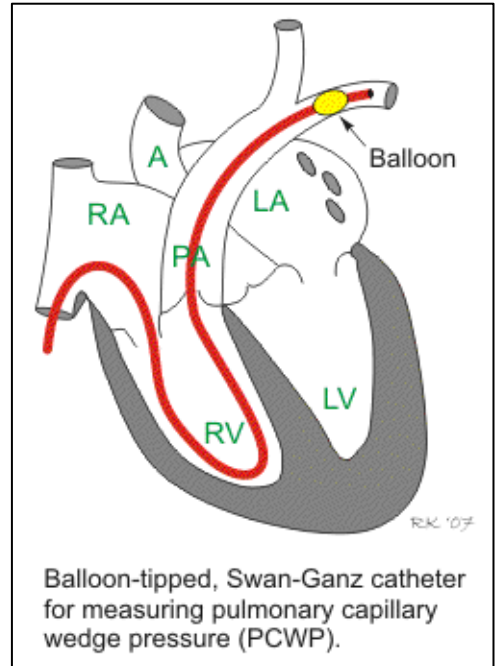 A
Balloon
RA
LA
PA
LV
RV
RK '07
Balloon-tipped, Swan-Ganz catheter
for measuring pulmonary capillary
wedge pressure (PCWP).